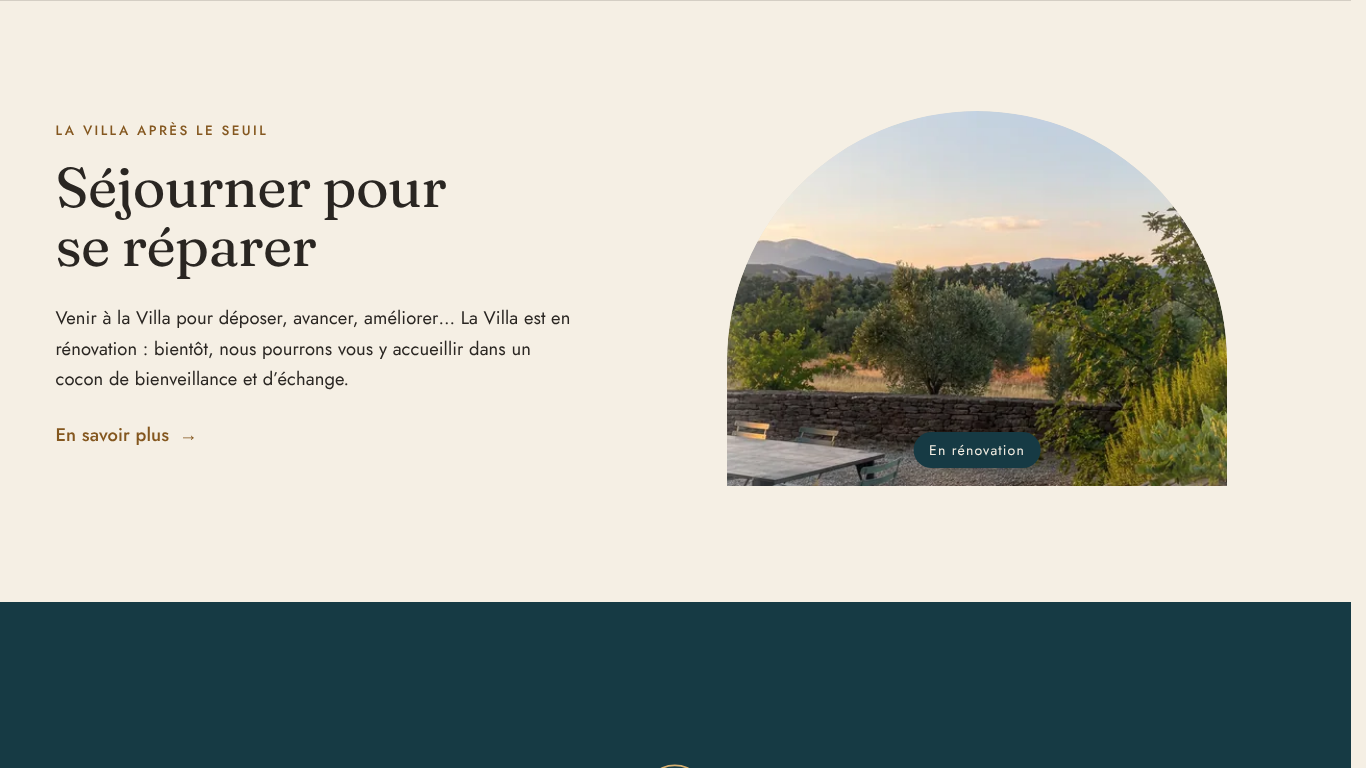 LA VILLA APRÈS LE SEUIL
Séjourner pour
se réparer
Venir à la Villa pour déposer, avancer, améliorer… La Villa est en
rénovation : bientôt, nous pourrons vous y accueillir dans un
cocon de bienveillance et d’échange.
En savoir plus →
En rénovation